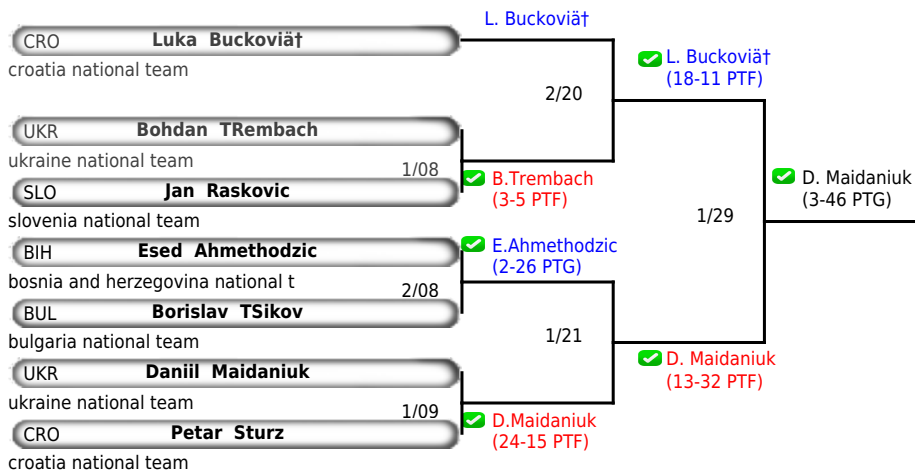 L. Buckoviä†
CRO Luka Buckoviä†
croatia national team
L. Buckoviä†
(18-11 PTF)
2/20
UKR Bohdan TRembach
ukraine national team
1/08
B.Trembach
(3-5 PTF)
SLO Jan Raskovic
slovenia national team
D. Maidaniuk
(3-46 PTG)
1/29
BIH Esed Ahmethodzic
bosnia and herzegovina national t
E.Ahmethodzic
(2-26 PTG)
2/08
BUL Borislav TSikov
bulgaria national team
1/21
UKR Daniil Maidaniuk
ukraine national team
D. Maidaniuk
(13-32 PTF)
1/09
D.Maidaniuk
(24-15 PTF)
CRO Petar Sturz
croatia national team